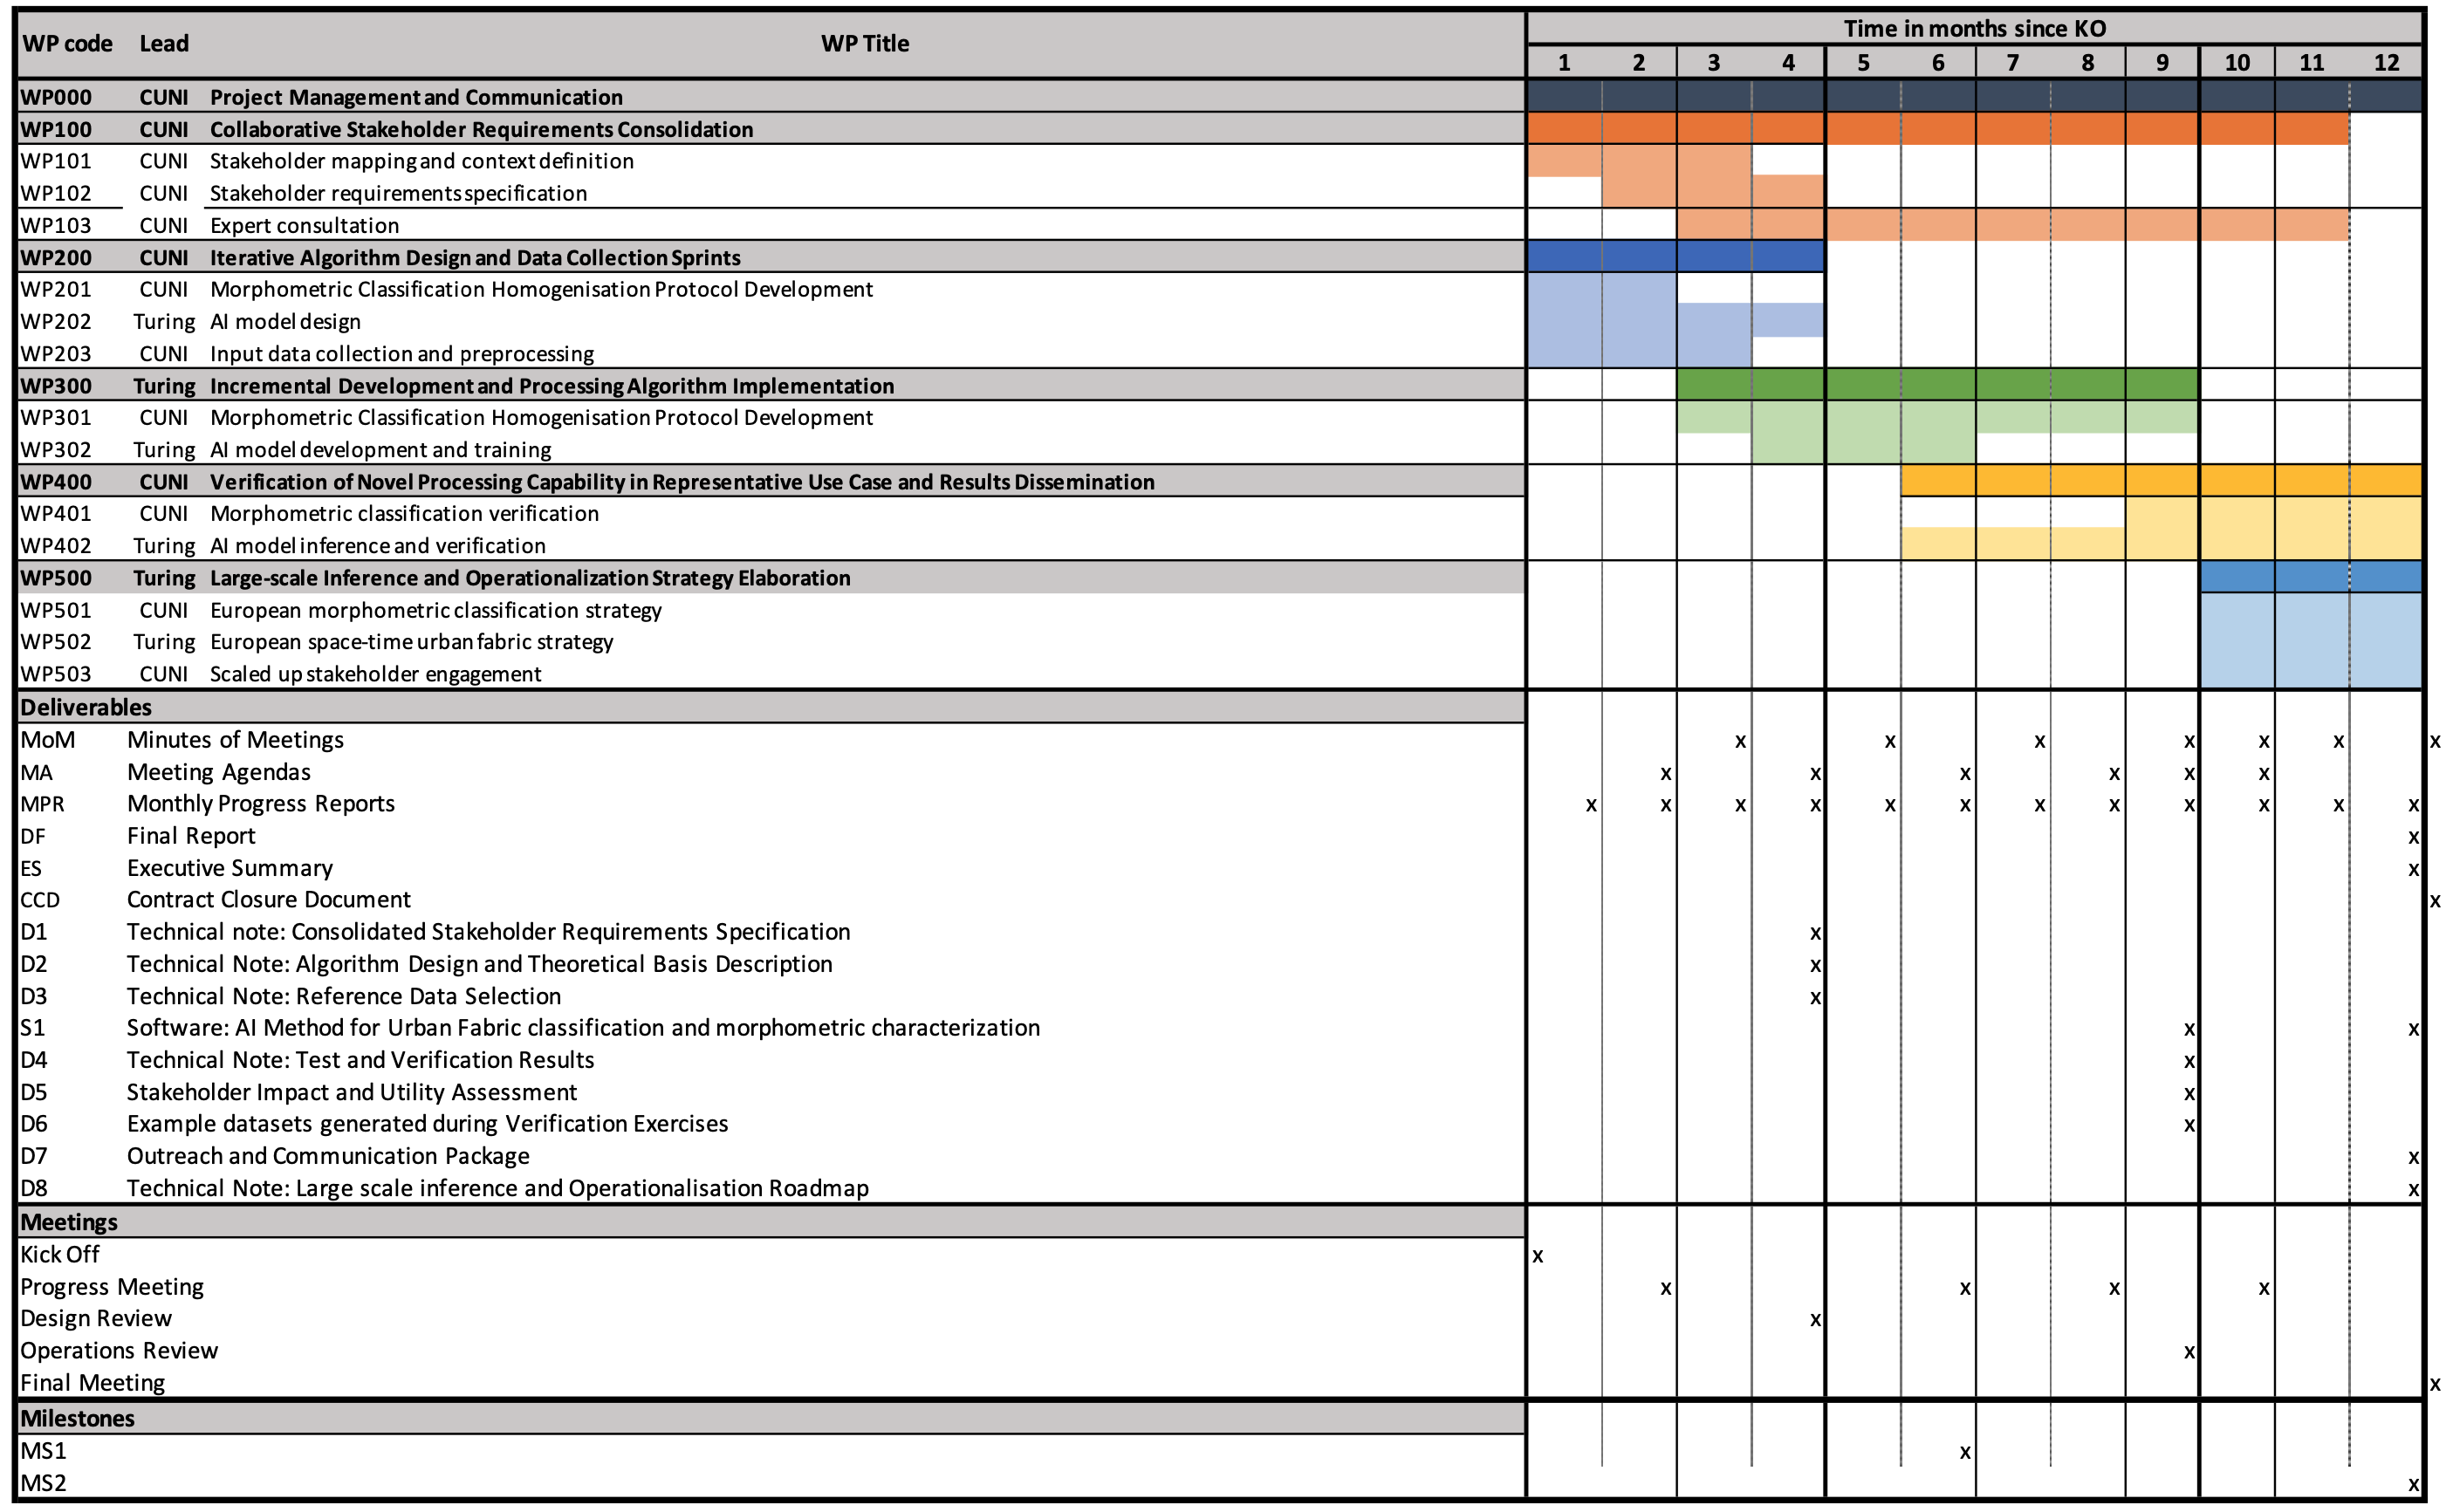 WP code Lead WP Title Time in months since KO
1 2 3 4 5 6 7 8 9 10 11 12
WP000 CUNI Project Management and Communication
WP100 CUNI Collaborative Stakeholder Requirements Consolidation
WP101 CUNI Stakeholder mapping and context definition
WP102 CUNI Stakeholder requirements specification
WP103 CUNI Expert consultation
WP200 CUNI Iterative Algorithm Design and Data Collection Sprints
WP201 CUNI Morphometric Classification Homogenisation Protocol Development
WP202 Turing AI model design
WP203 CUNI Input data collection and preprocessing
WP300 Turing Incremental Development and Processing Algorithm Implementation
WP301 CUNI Morphometric Classification Homogenisation Protocol Development
WP302 Turing AI model development and training
WP400 CUNI Verification of Novel Processing Capability in Representative Use Case and Results Dissemination
WP401 CUNI Morphometric classification verification
WP402 Turing AI model inference and verification
WP500 Turing Large-scale Inference and Operationalization Strategy Elaboration
WP501 CUNI European morphometric classification strategy
WP502 Turing European space-time urban fabric strategy
WP503 CUNI Scaled up stakeholder engagement
Deliverables
MoM Minutes of Meetings x x x x x x x
MA Meeting Agendas x x x x x x
MPR Monthly Progress Reports x x x x x x x x x x x x
DF Final Report x
ES Executive Summary x
CCD Contract Closure Document x
D1 Technical note: Consolidated Stakeholder Requirements Specification x
D2 Technical Note: Algorithm Design and Theoretical Basis Description x
D3 Technical Note: Reference Data Selection x
S1 Software: AI Method for Urban Fabric classification and morphometric characterization x x
D4 Technical Note: Test and Verification Results x
D5 Stakeholder Impact and Utility Assessment x
D6 Example datasets generated during Verification Exercises x
D7 Outreach and Communication Package x
D8 Technical Note: Large scale inference and Operationalisation Roadmap x
Meetings
Kick Off x
Progress Meeting x x x x
Design Review x
Operations Review x
Final Meeting x
Milestones
MS1 x
MS2 x